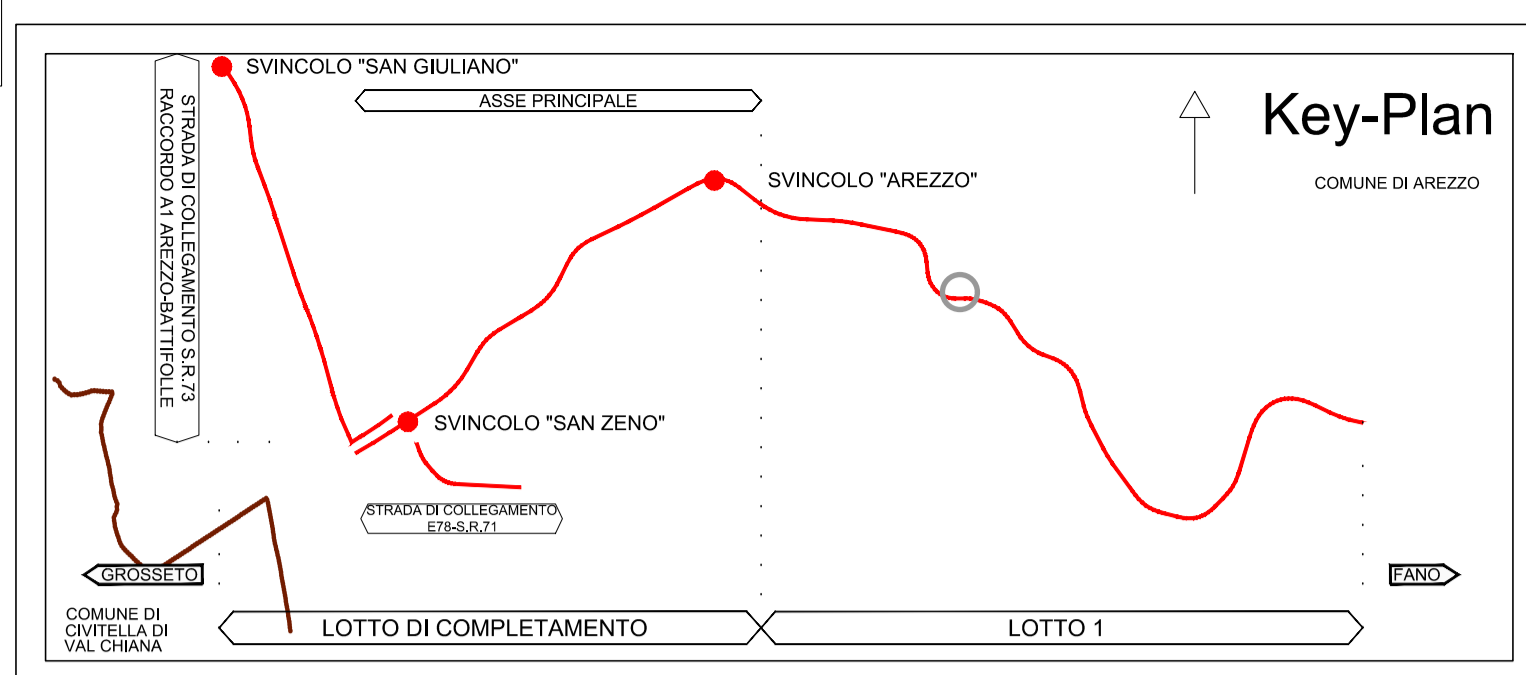 SVINCOLO "SAN GIULIANO"
ASSE PRINCIPALE
Key-Plan
STRADA DI COLLEGAMENTO S.R.73
RACCORDO A1 AREZZO-BATTIFOLLE
SVINCOLO "AREZZO"
COMUNE DI AREZZO
SVINCOLO "SAN ZENO"
STRADA DI COLLEGAMENTO
E78-S.R.71
GROSSETO
FANO
COMUNE DI
CIVITELLA DI
VAL CHIANA
LOTTO DI COMPLETAMENTO
LOTTO 1